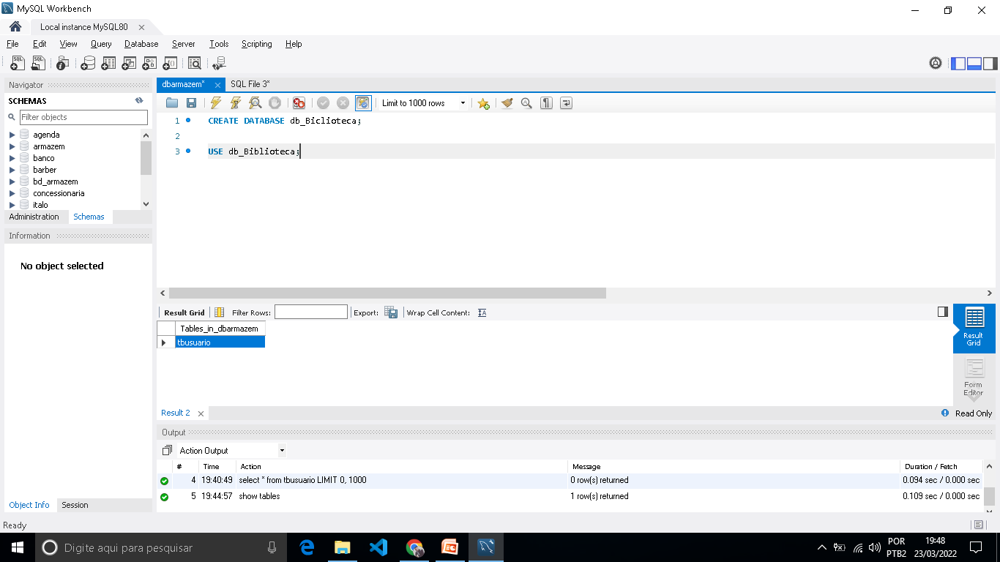 MySQL Workbench
Local instance MySQL80
File Edit View Query Database Server Tools Scripting Help
Navigator
SCHEMAS
Filter objects
agenda
armazem
banco
barber
bd_armazem
concessionaria
italo
Administration Schemas
Information
No object selected
Object Info Session
dbarmazem* SQL File 3*
Limit to 1000 rows
1 CREATE DATABASE db_Biclioteca;
2
3 USE db_Biblioteca;
Result Grid Filter Rows: Export: Wrap Cell Content:
Tables_in_dbarmazem
tbusuario
Result Grid
Form Editor
Result 2 Read Only
Output
Action Output
# Time Action Message Duration / Fetch
4 19:40:49 select * from tbusuario LIMIT 0, 1000 0 row(s) returned 0.094 sec / 0.000 sec
5 19:44:57 show tables 1 row(s) returned 0.109 sec / 0.000 sec
Ready
Digite aqui para pesquisar
POR
PTB2
19:48
23/03/2022